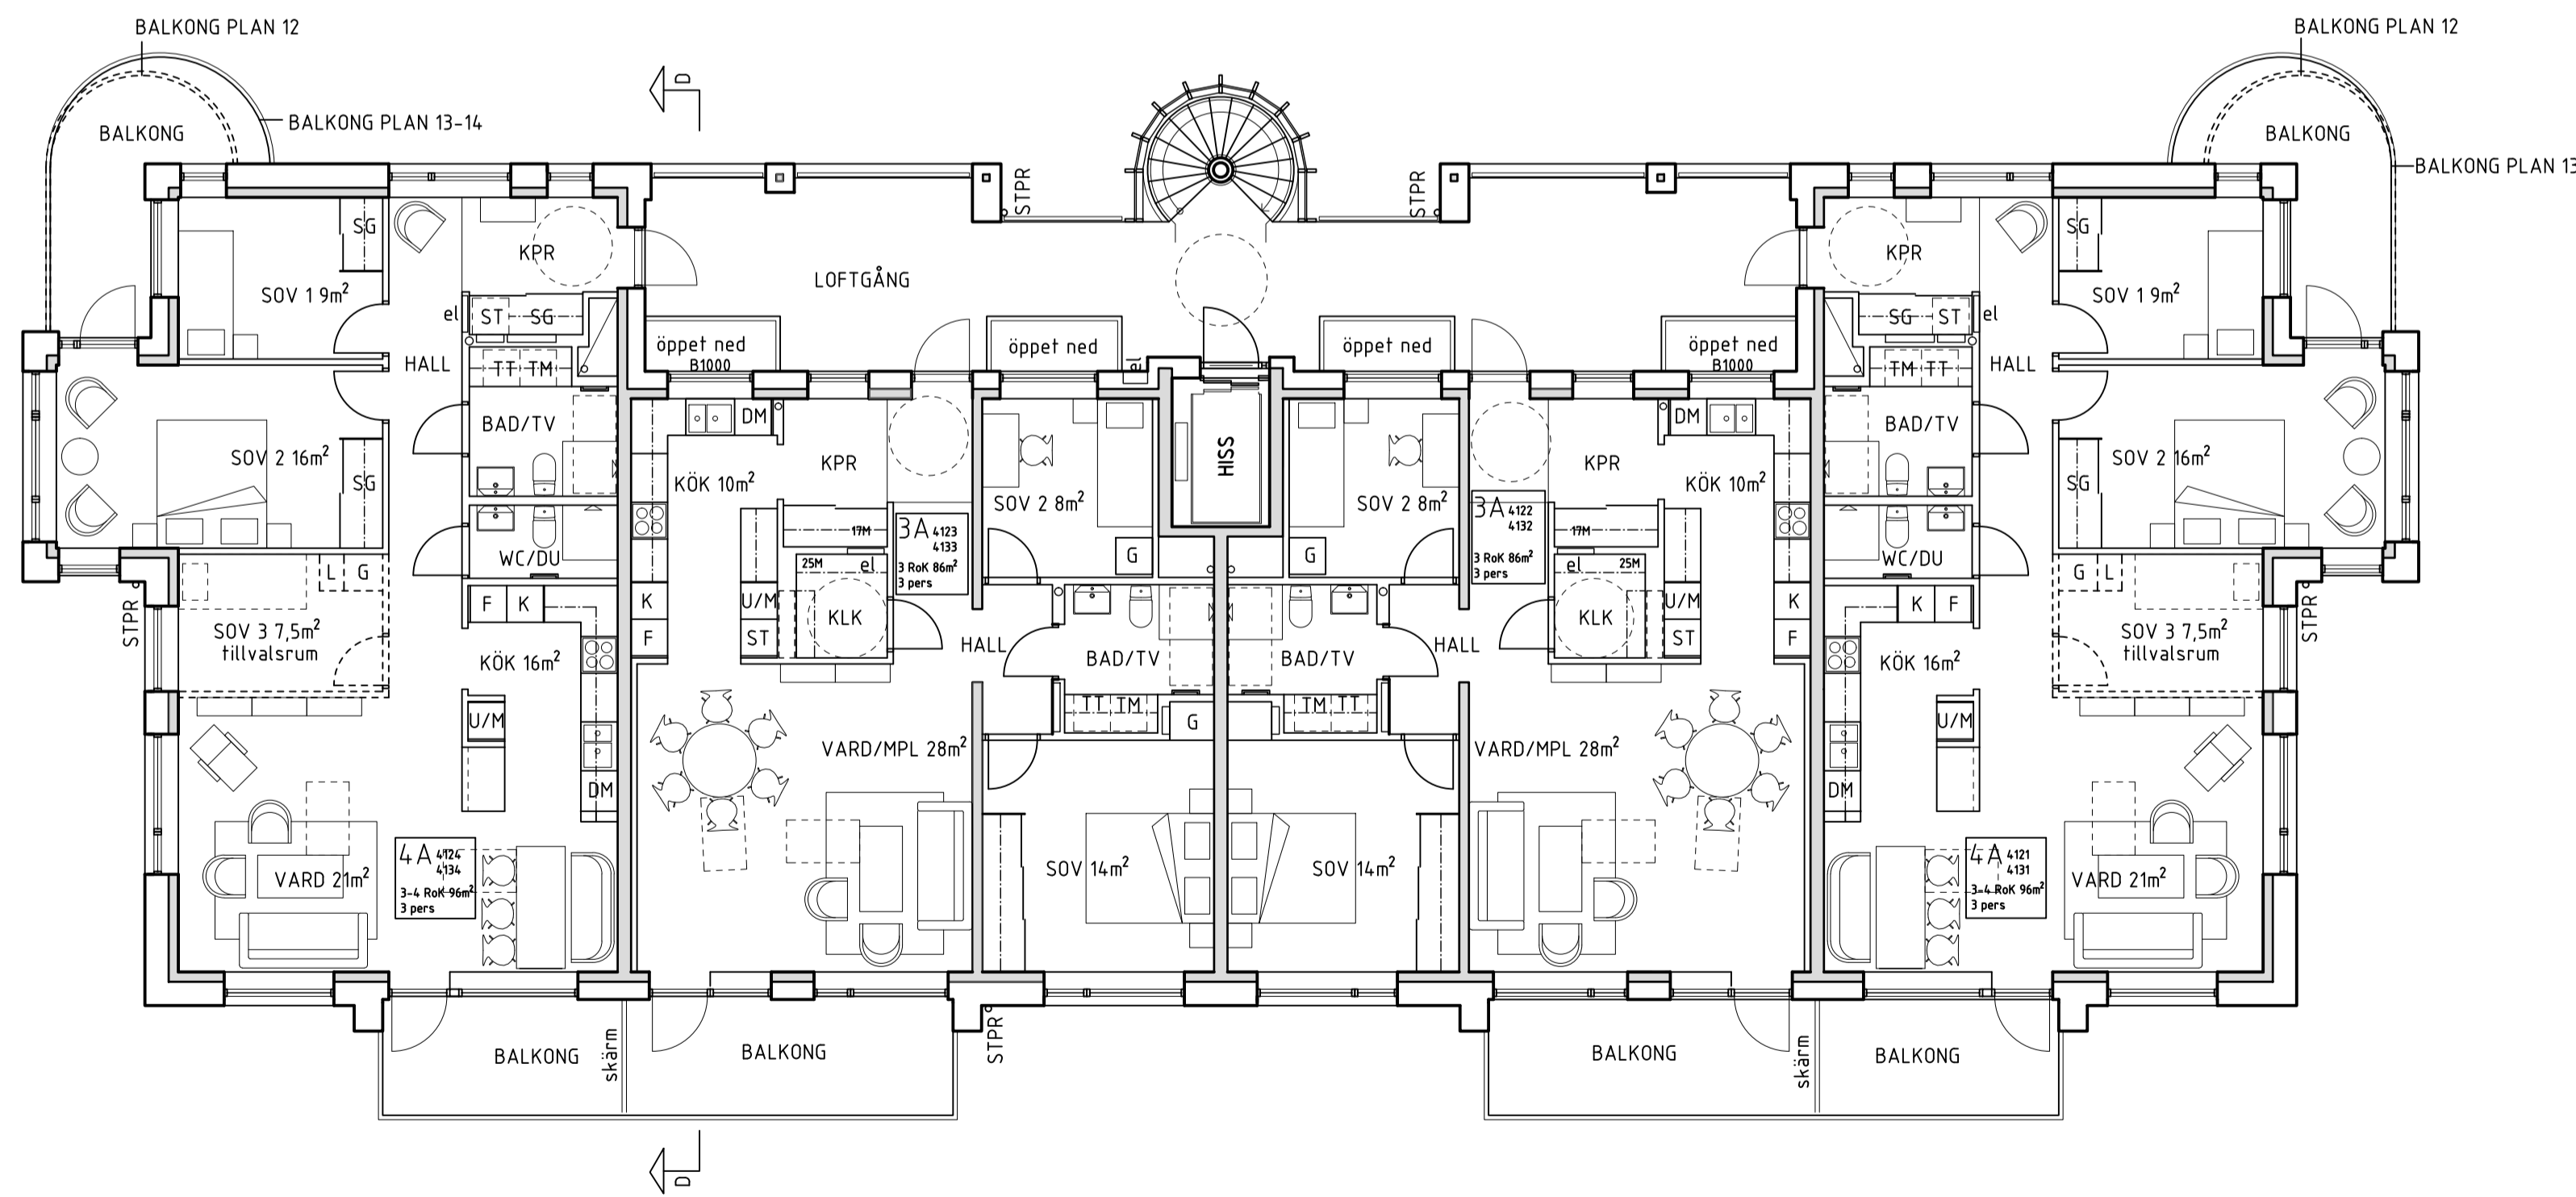 BALKONG PLAN 12
BALKONG PLAN 12
D
BALKONG PLAN 13-14
BALKONG
BALKONG
BALKONG PLAN 13
STPR
STPR
SG
KPR
LOFTGÅNG
KPR
SG
SOV 1 9m²
SOV 1 9m²
el
ST
SG
SG
ST
el
öppet ned
B1000
öppet ned
el
öppet ned
öppet ned
B1000
HALL
TT
TM
TM
TT
HALL
BAD/TV
DM
DM
BAD/TV
SOV 2 16m²
SG
KÖK 10m²
KPR
SOV 2 8m²
HISS
SOV 2 8m²
KPR
KÖK 10m²
SG
SOV 2 16m²
17M
3A 4123
4133
3 RoK 86m²
3 pers
3A 4122
4132
3 RoK 86m²
3 pers
17M
WC/DU
25M
el
G
G
el
25M
WC/DU
L
G
F
K
K
U/M
KLK
KLK
U/M
K
K
F
G
L
STPR
SOV 3 7,5m²
tillvalsrum
F
ST
HALL
HALL
ST
F
SOV 3 7,5m²
tillvalsrum
STPR
KÖK 16m²
BAD/TV
BAD/TV
KÖK 16m²
U/M
TT
TM
G
TM
TT
U/M
VARD/MPL 28m²
VARD/MPL 28m²
DM
DM
4A 4124
4134
3-4 RoK 96m²
3 pers
VARD 21m²
SOV 14m²
SOV 14m²
4A 4121
4131
3-4 RoK 96m²
3 pers
VARD 21m²
BALKONG
skärm
BALKONG
STPR
BALKONG
skärm
BALKONG
D